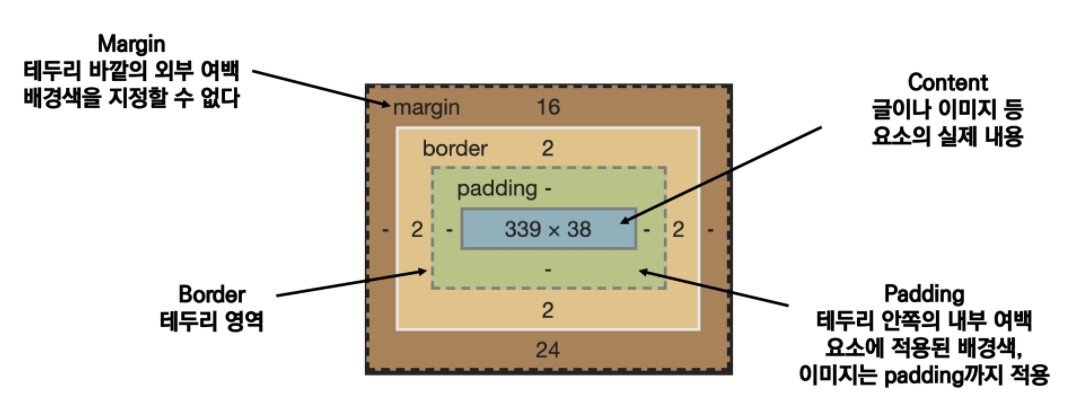 Margin
테두리 바깥의 외부 여백
배경색을 지정할 수 없다
Content
글이나 이미지 등
요소의 실제 내용
margin 16
border 2
padding -
- 2 - 339 × 38 - 2 -
-
2
24
Border
테두리 영역
Padding
테두리 안쪽의 내부 여백
요소에 적용된 배경색,
이미지는 padding까지 적용